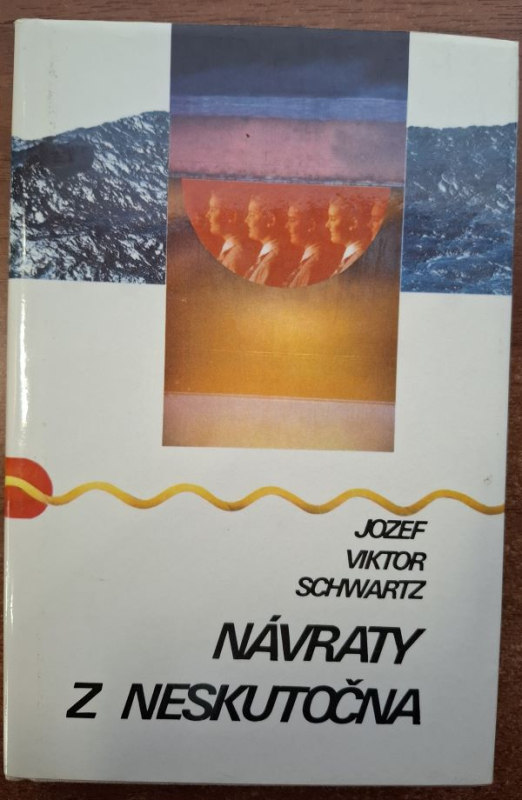 JOZEF
VIKTOR
SCHWARTZ
NÁVRATY
Z NESKUTOČNA